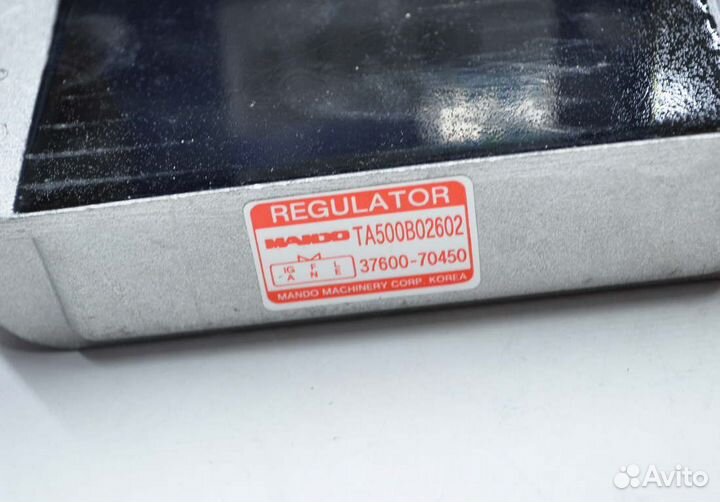 REGULATOR
MANDO TA500B02602
IG F L
A N E
37600-70450
MANDO MACHINERY CORP. KOREA
Avito